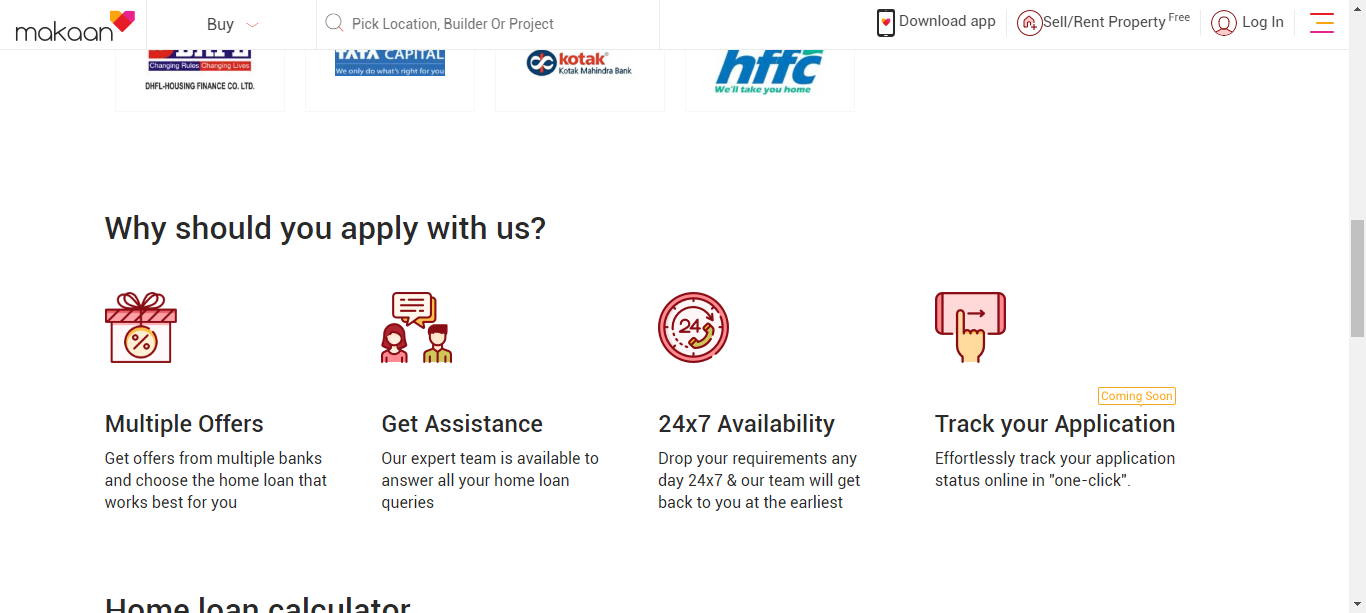 makaan
Buy
Pick Location, Builder Or Project
Download app
Sell/Rent Property Free
Log In
Changing Rules Changing Lives
DHFL-HOUSING FINANCE CO. LTD.
TATA CAPITAL
We only do what's right for you
kotak®
Kotak Mahindra Bank
hffc
We'll take you home
Why should you apply with us?
24
Coming Soon
Multiple Offers
Get offers from multiple banks
and choose the home loan that
works best for you
Get Assistance
Our expert team is available to
answer all your home loan
queries
24x7 Availability
Drop your requirements any
day 24x7 & our team will get
back to you at the earliest
Track your Application
Effortlessly track your application
status online in "one-click".
Home loan calculator